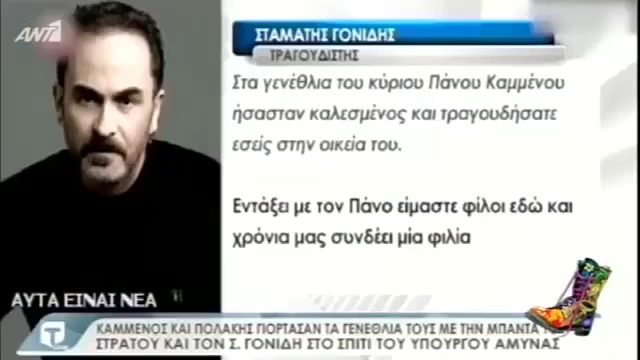 ANT1
ΣΤΑΜΑΤΗΣ ΓΟΝΙΔΗΣ
ΤΡΑΓΟΥΔΙΣΤΗΣ
Στα γενέθλια του κύριου Πάνου Καμμένου
ήσασταν καλεσμένος και τραγουδήσατε
εσείς στην οικεία του.
Εντάξει με τον Πάνο είμαστε φίλοι εδώ και
χρόνια μας συνδέει μία φιλία
ΑΥΤΑ ΕΙΝΑΙ ΝΕΑ
ΚΑΜΜΕΝΟΣ ΚΑΙ ΠΟΛΑΚΗΣ ΓΙΟΡΤΑΣΑΝ ΤΑ ΓΕΝΕΘΛΙΑ ΤΟΥΣ ΜΕ ΤΗΝ ΜΠΑΝΤΑ
ΣΤΡΑΤΟΥ ΚΑΙ ΤΟΝ Σ. ΓΟΝΙΔΗ ΣΤΟ ΣΠΙΤΙ ΤΟΥ ΥΠΟΥΡΓΟΥ ΑΜΥΝΑΣ